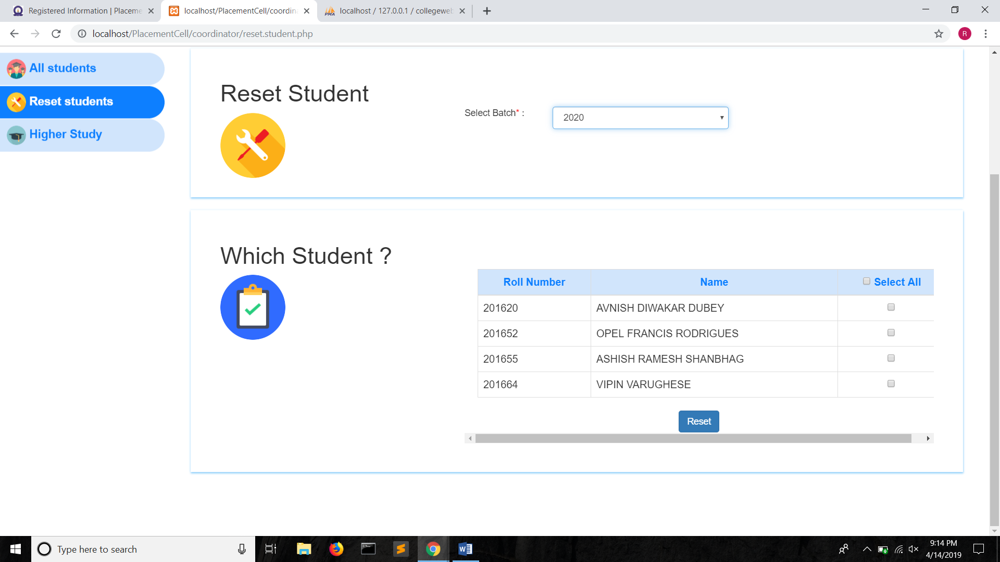 Registered Information | Placeme
localhost/PlacementCell/coordin
localhost / 127.0.0.1 / collegeweb
localhost/PlacementCell/coordinator/reset.student.php
R
All students
Reset students
Higher Study
Reset Student
Select Batch* :
2020
Which Student ?
Roll Number Name Select All
201620 AVNISH DIWAKAR DUBEY
201652 OPEL FRANCIS RODRIGUES
201655 ASHISH RAMESH SHANBHAG
201664 VIPIN VARUGHESE
Reset
Type here to search
9:14 PM
4/14/2019